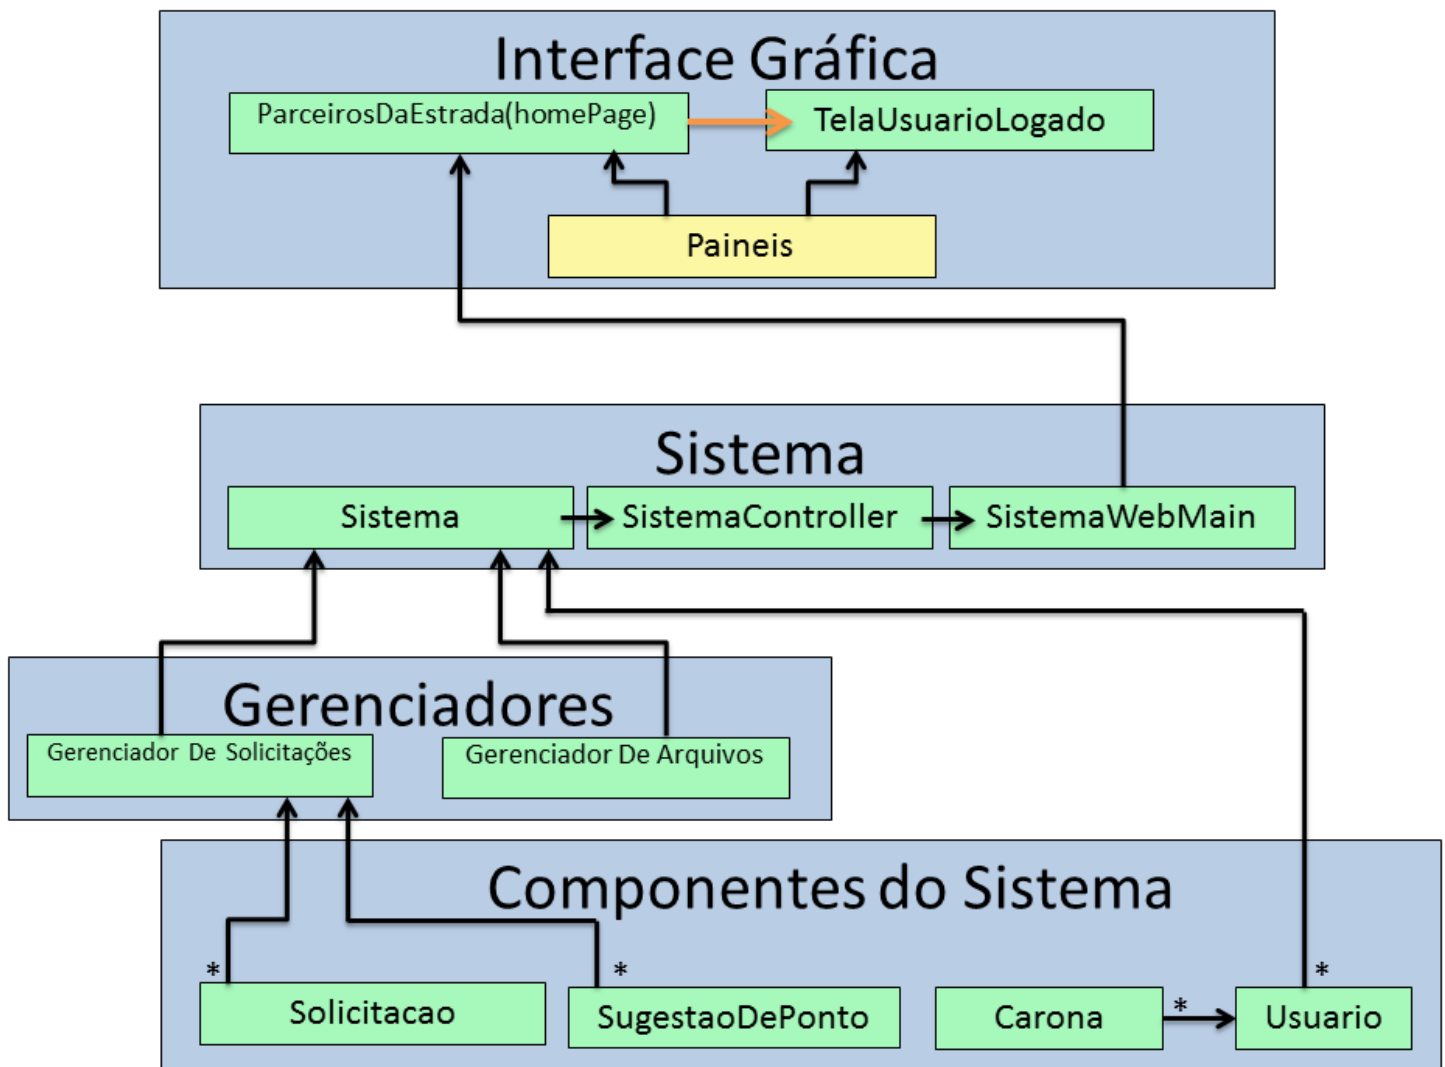 Interface Gráfica
ParceirosDaEstrada(homePage)
TelaUsuarioLogado
Paineis
Sistema
Sistema
SistemaController
SistemaWebMain
Gerenciadores
Gerenciador De Solicitações
Gerenciador De Arquivos
Componentes do Sistema
*
*
*
*
Solicitacao
SugestaoDePonto
Carona
Usuario